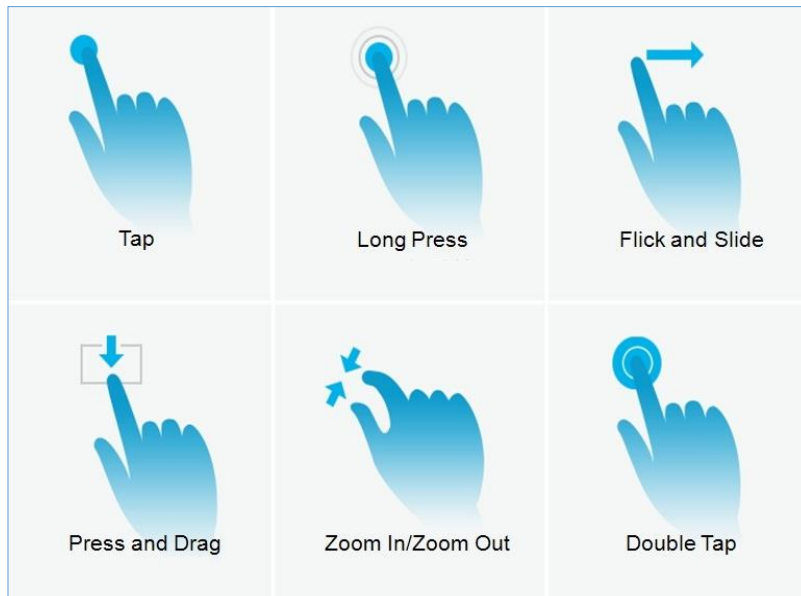 Tap
Long Press
Flick and Slide
Press and Drag
Zoom In/Zoom Out
Double Tap